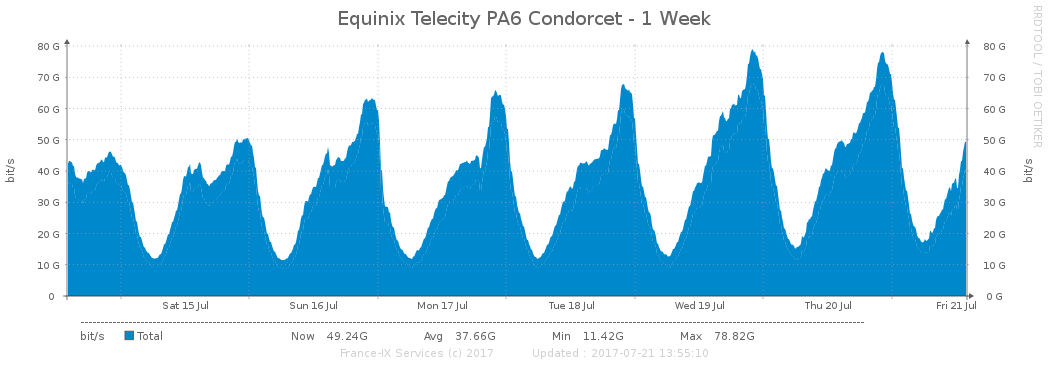 Equinix Telecity PA6 Condorcet - 1 Week
RRDTOOL / TOBI OETIKER
bit/s
80 G 80 G
70 G 70 G
60 G 60 G
50 G 50 G
40 G 40 G
30 G 30 G
20 G 20 G
10 G 10 G
0 0 G
bit/s
Sat 15 Jul Sun 16 Jul Mon 17 Jul Tue 18 Jul Wed 19 Jul Thu 20 Jul Fri 21 Jul
bit/s Total Now 49.24G Avg 37.66G Min 11.42G Max 78.82G
France-IX Services (c) 2017 Updated : 2017-07-21 13:55:10